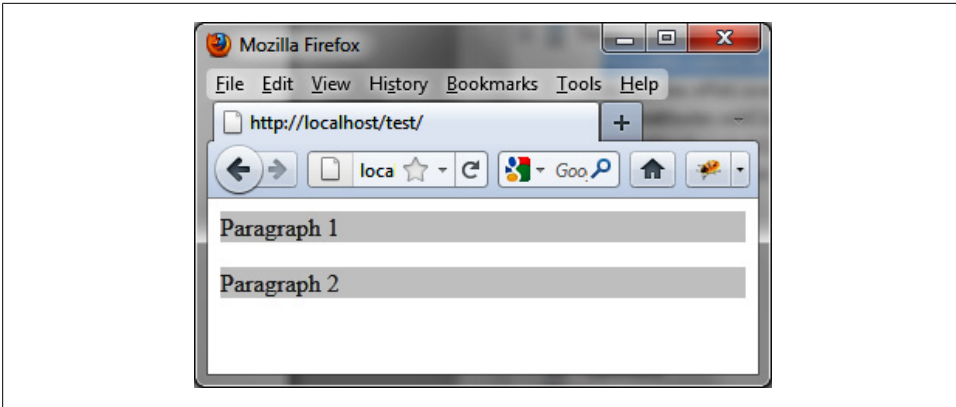 Mozilla Firefox
File Edit View History Bookmarks Tools Help
http://localhost/test/
+
loca
Goo
Paragraph 1
Paragraph 2